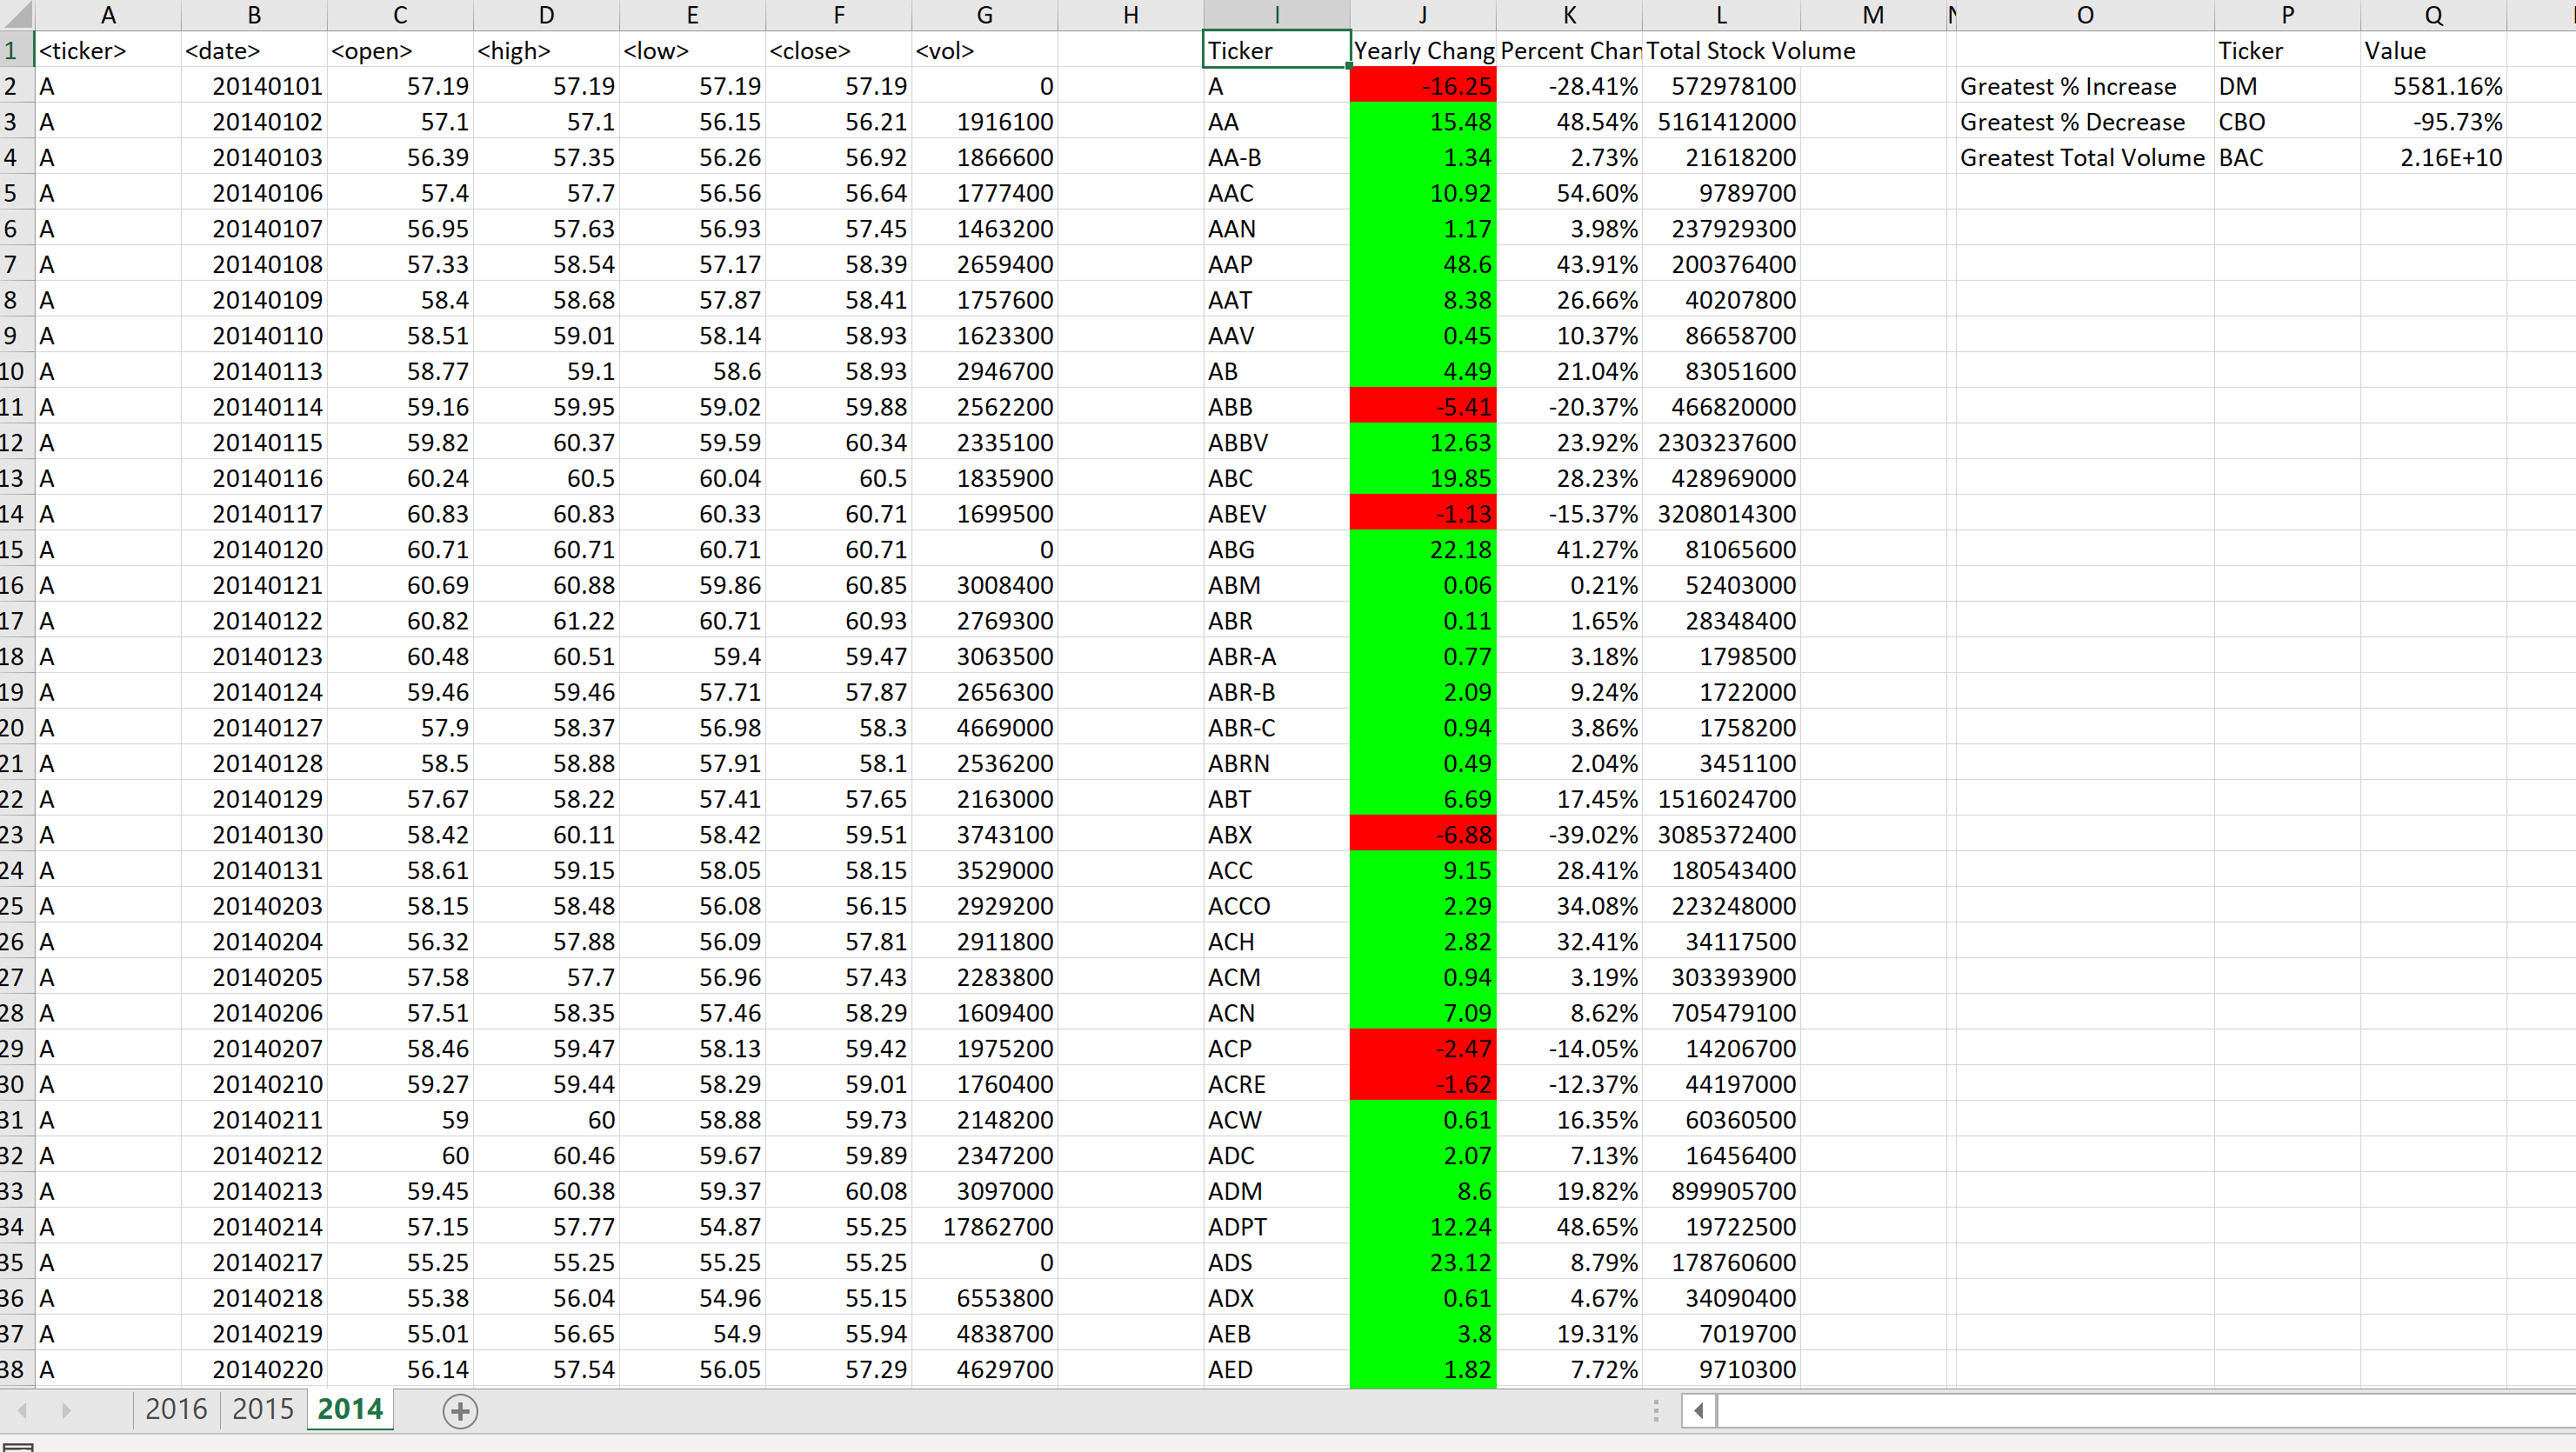 A B C D E F G H I J K L M N O P Q
1 <ticker> <date> <open> <high> <low> <close> <vol> Ticker Yearly Chang Percent Chan Total Stock Volume Ticker Value
2 A 20140101 57.19 57.19 57.19 57.19 0 A -16.25 -28.41% 572978100 Greatest % Increase DM 5581.16%
3 A 20140102 57.1 57.1 56.15 56.21 1916100 AA 15.48 48.54% 5161412000 Greatest % Decrease CBO -95.73%
4 A 20140103 56.39 57.35 56.26 56.92 1866600 AA-B 1.34 2.73% 21618200 Greatest Total Volume BAC 2.16E+10
5 A 20140106 57.4 57.7 56.56 56.64 1777400 AAC 10.92 54.60% 9789700
6 A 20140107 56.95 57.63 56.93 57.45 1463200 AAN 1.17 3.98% 237929300
7 A 20140108 57.33 58.54 57.17 58.39 2659400 AAP 48.6 43.91% 200376400
8 A 20140109 58.4 58.68 57.87 58.41 1757600 AAT 8.38 26.66% 40207800
9 A 20140110 58.51 59.01 58.14 58.93 1623300 AAV 0.45 10.37% 86658700
10 A 20140113 58.77 59.1 58.6 58.93 2946700 AB 4.49 21.04% 83051600
11 A 20140114 59.16 59.95 59.02 59.88 2562200 ABB -5.41 -20.37% 466820000
12 A 20140115 59.82 60.37 59.59 60.34 2335100 ABBV 12.63 23.92% 2303237600
13 A 20140116 60.24 60.5 60.04 60.5 1835900 ABC 19.85 28.23% 428969000
14 A 20140117 60.83 60.83 60.33 60.71 1699500 ABEV -1.13 -15.37% 3208014300
15 A 20140120 60.71 60.71 60.71 60.71 0 ABG 22.18 41.27% 81065600
16 A 20140121 60.69 60.88 59.86 60.85 3008400 ABM 0.06 0.21% 52403000
17 A 20140122 60.82 61.22 60.71 60.93 2769300 ABR 0.11 1.65% 28348400
18 A 20140123 60.48 60.51 59.4 59.47 3063500 ABR-A 0.77 3.18% 1798500
19 A 20140124 59.46 59.46 57.71 57.87 2656300 ABR-B 2.09 9.24% 1722000
20 A 20140127 57.9 58.37 56.98 58.3 4669000 ABR-C 0.94 3.86% 1758200
21 A 20140128 58.5 58.88 57.91 58.1 2536200 ABRN 0.49 2.04% 3451100
22 A 20140129 57.67 58.22 57.41 57.65 2163000 ABT 6.69 17.45% 1516024700
23 A 20140130 58.42 60.11 58.42 59.51 3743100 ABX -6.88 -39.02% 3085372400
24 A 20140131 58.61 59.15 58.05 58.15 3529000 ACC 9.15 28.41% 180543400
25 A 20140203 58.15 58.48 56.08 56.15 2929200 ACCO 2.29 34.08% 223248000
26 A 20140204 56.32 57.88 56.09 57.81 2911800 ACH 2.82 32.41% 34117500
27 A 20140205 57.58 57.7 56.96 57.43 2283800 ACM 0.94 3.19% 303393900
28 A 20140206 57.51 58.35 57.46 58.29 1609400 ACN 7.09 8.62% 705479100
29 A 20140207 58.46 59.47 58.13 59.42 1975200 ACP -2.47 -14.05% 14206700
30 A 20140210 59.27 59.44 58.29 59.01 1760400 ACRE -1.62 -12.37% 44197000
31 A 20140211 59 60 58.88 59.73 2148200 ACW 0.61 16.35% 60360500
32 A 20140212 60 60.46 59.67 59.89 2347200 ADC 2.07 7.13% 16456400
33 A 20140213 59.45 60.38 59.37 60.08 3097000 ADM 8.6 19.82% 899905700
34 A 20140214 57.15 57.77 54.87 55.25 17862700 ADPT 12.24 48.65% 19722500
35 A 20140217 55.25 55.25 55.25 55.25 0 ADS 23.12 8.79% 178760600
36 A 20140218 55.38 56.04 54.96 55.15 6553800 ADX 0.61 4.67% 34090400
37 A 20140219 55.01 56.65 54.9 55.94 4838700 AEB 3.8 19.31% 7019700
38 A 20140220 56.14 57.54 56.05 57.29 4629700 AED 1.82 7.72% 9710300
2016 2015 2014